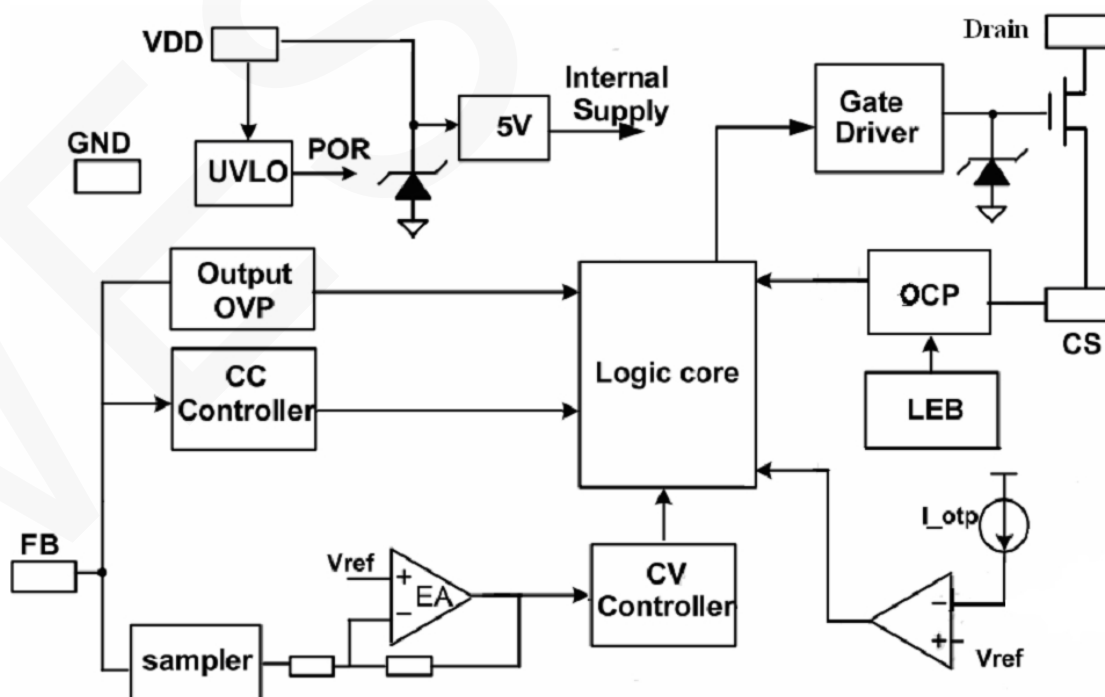 VDD
Drain
Internal
Supply
5V
Gate
Driver
GND
UVLO
POR
Output
OVP
OCP
CS
CC
Controller
Logic core
LEB
I_otp
FB
Vref
+
EA
−
CV
Controller
−
+
Vref
sampler